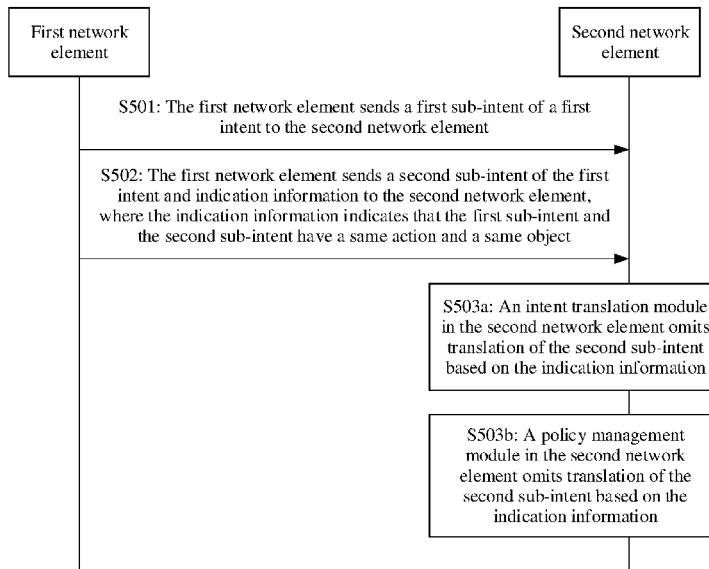 First network
element
Second network
element
S501: The first network element sends a first sub-intent of a first
intent to the second network element
S502: The first network element sends a second sub-intent of the first
intent and indication information to the second network element,
where the indication information indicates that the first sub-intent and
the second sub-intent have a same action and a same object
S503a: An intent translation module
in the second network element omits
translation of the second sub-intent
based on the indication information
S503b: A policy management
module in the second network
element omits translation of the
second sub-intent based on the
indication information